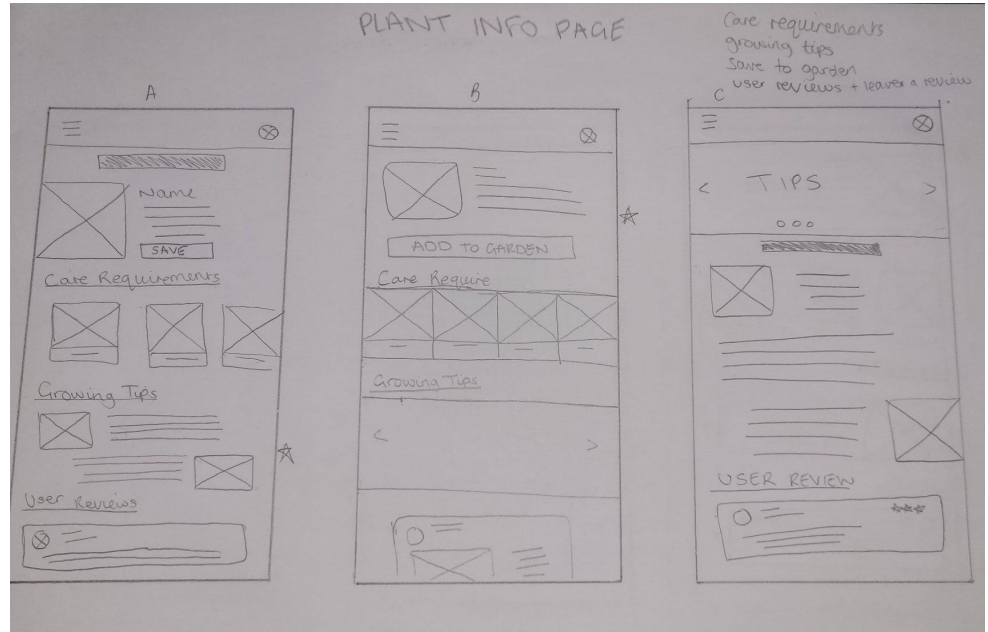 PLANT INFO PAGE
Care requirements
growing tips
Save to garden
user reviews + leave a review
A
Name
SAVE
Care Requirements
Growing Tips
User Reviews
B
ADD TO GARDEN
Care Require
Growing Tips
C
TIPS
USER REVIEW